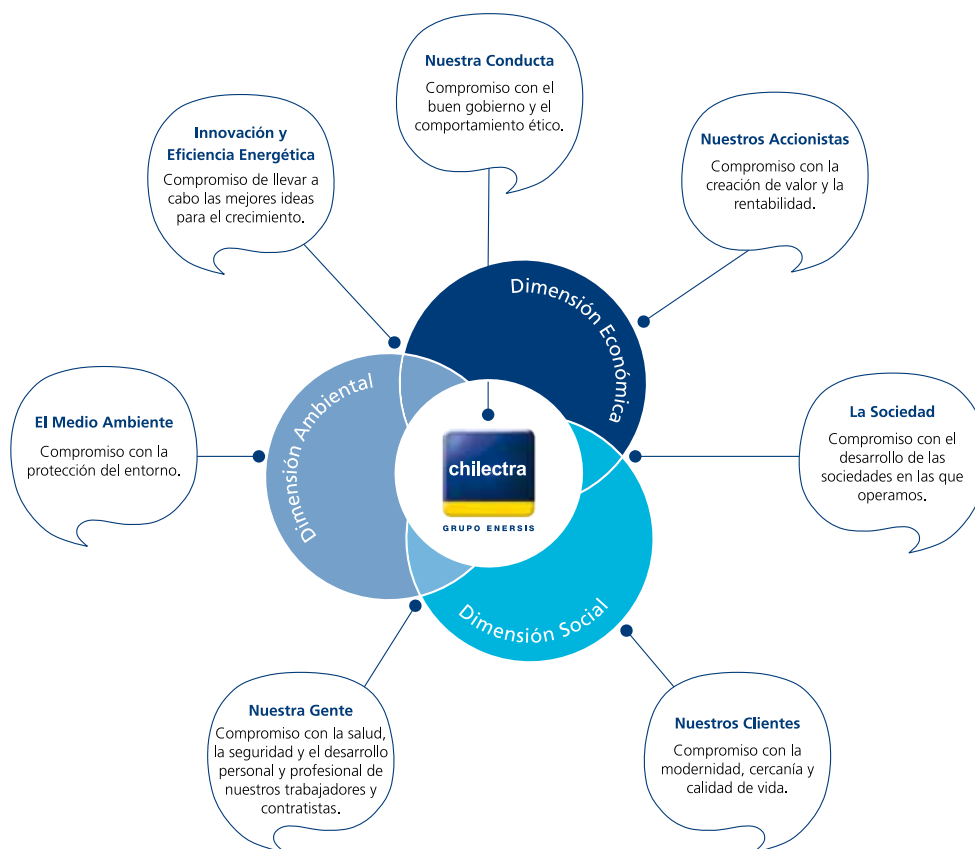 Nuestra Conducta
Compromiso con el
buen gobierno y el
comportamiento ético.
Innovación y
Eficiencia Energética
Compromiso de llevar a
cabo las mejores ideas
para el crecimiento.
Nuestros Accionistas
Compromiso con la
creación de valor y la
rentabilidad.
Dimensión Económica
Dimensión Ambiental
El Medio Ambiente
Compromiso con la
protección del entorno.
chilectra
GRUPO ENERSIS
La Sociedad
Compromiso con el
desarrollo de las
sociedades en las que
operamos.
Dimensión Social
Nuestra Gente
Compromiso con la salud,
la seguridad y el desarrollo
personal y profesional de
nuestros trabajadores y
contratistas.
Nuestros Clientes
Compromiso con la
modernidad, cercanía y
calidad de vida.